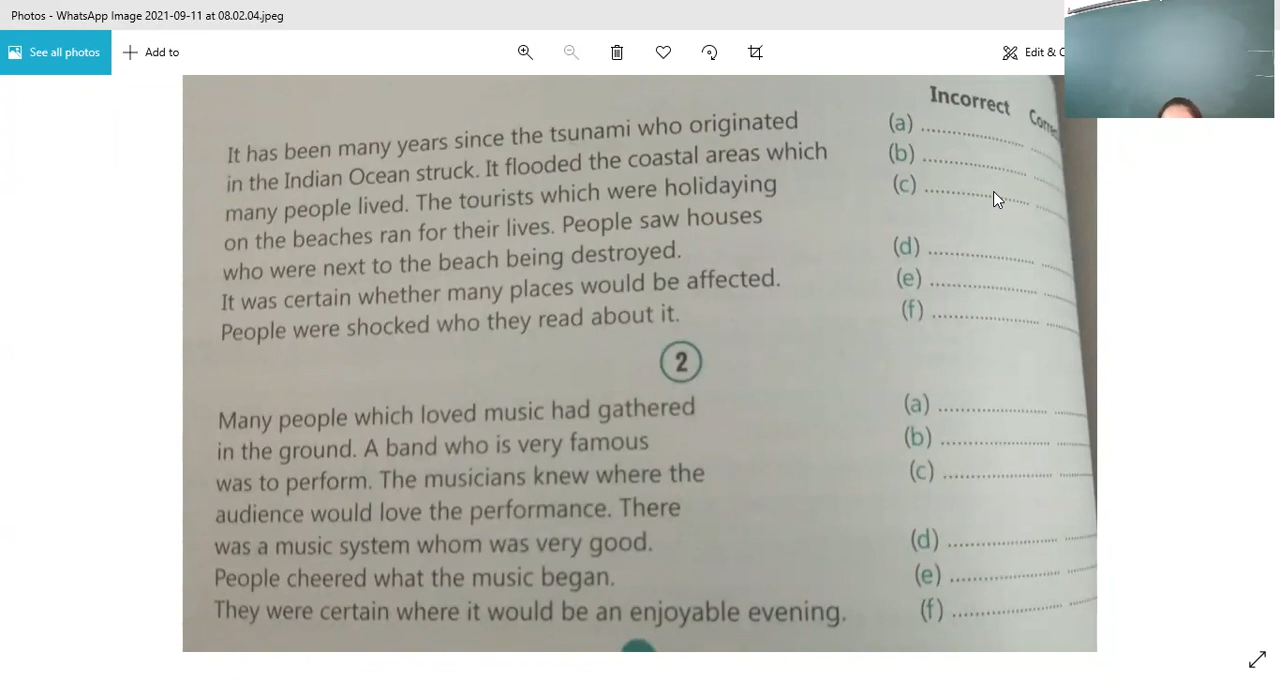 Photos - WhatsApp Image 2021-09-11 at 08.02.04.jpeg
See all photos
Add to
Edit & C
Incorrect
It has been many years since the tsunami who originated (a)
in the Indian Ocean struck. It flooded the coastal areas which (b)
many people lived. The tourists which were holidaying (c)
on the beaches ran for their lives. People saw houses
who were next to the beach being destroyed. (d)
It was certain whether many places would be affected. (e)
People were shocked who they read about it. (f)
2
Many people which loved music had gathered (a)
in the ground. A band who is very famous (b)
was to perform. The musicians knew where the (c)
audience would love the performance. There
was a music system whom was very good. (d)
People cheered what the music began. (e)
They were certain where it would be an enjoyable evening. (f)